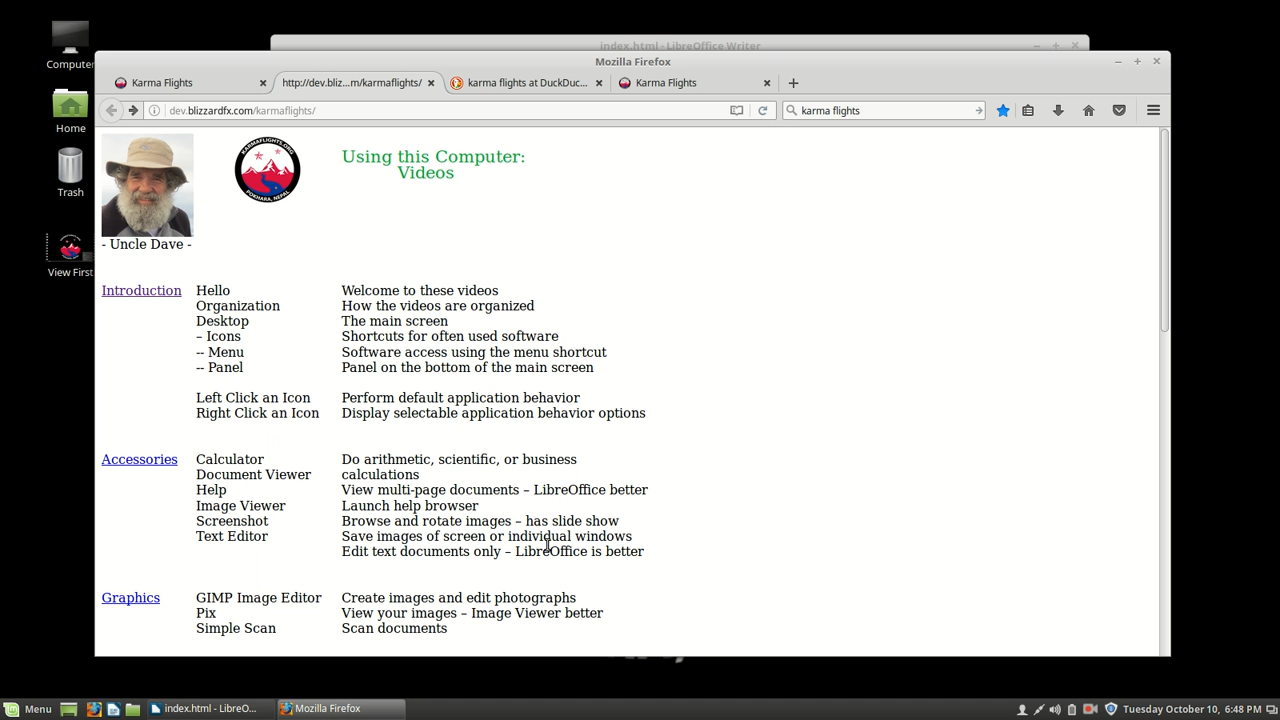 index.html - LibreOffice Writer
Mozilla Firefox
Karma Flights
http://dev.bliz...m/karmaflights/
karma flights at DuckDuc...
Karma Flights
dev.blizzardfx.com/karmaflights/
karma flights
Computer
Home
Trash
View First
KARMAFLIGHTS.ORG
POKHARA, NEPAL
Using this Computer:
Videos
- Uncle Dave -
Introduction Hello Welcome to these videos
Organization How the videos are organized
Desktop The main screen
– Icons Shortcuts for often used software
-- Menu Software access using the menu shortcut
-- Panel Panel on the bottom of the main screen
Left Click an Icon Perform default application behavior
Right Click an Icon Display selectable application behavior options
Accessories Calculator Do arithmetic, scientific, or business
Document Viewer calculations
Help View multi-page documents – LibreOffice better
Image Viewer Launch help browser
Screenshot Browse and rotate images – has slide show
Text Editor Save images of screen or individual windows
Edit text documents only – LibreOffice is better
Graphics GIMP Image Editor Create images and edit photographs
Pix View your images – Image Viewer better
Simple Scan Scan documents
Menu
index.html - LibreO...
Mozilla Firefox
Tuesday October 10, 6:48 PM